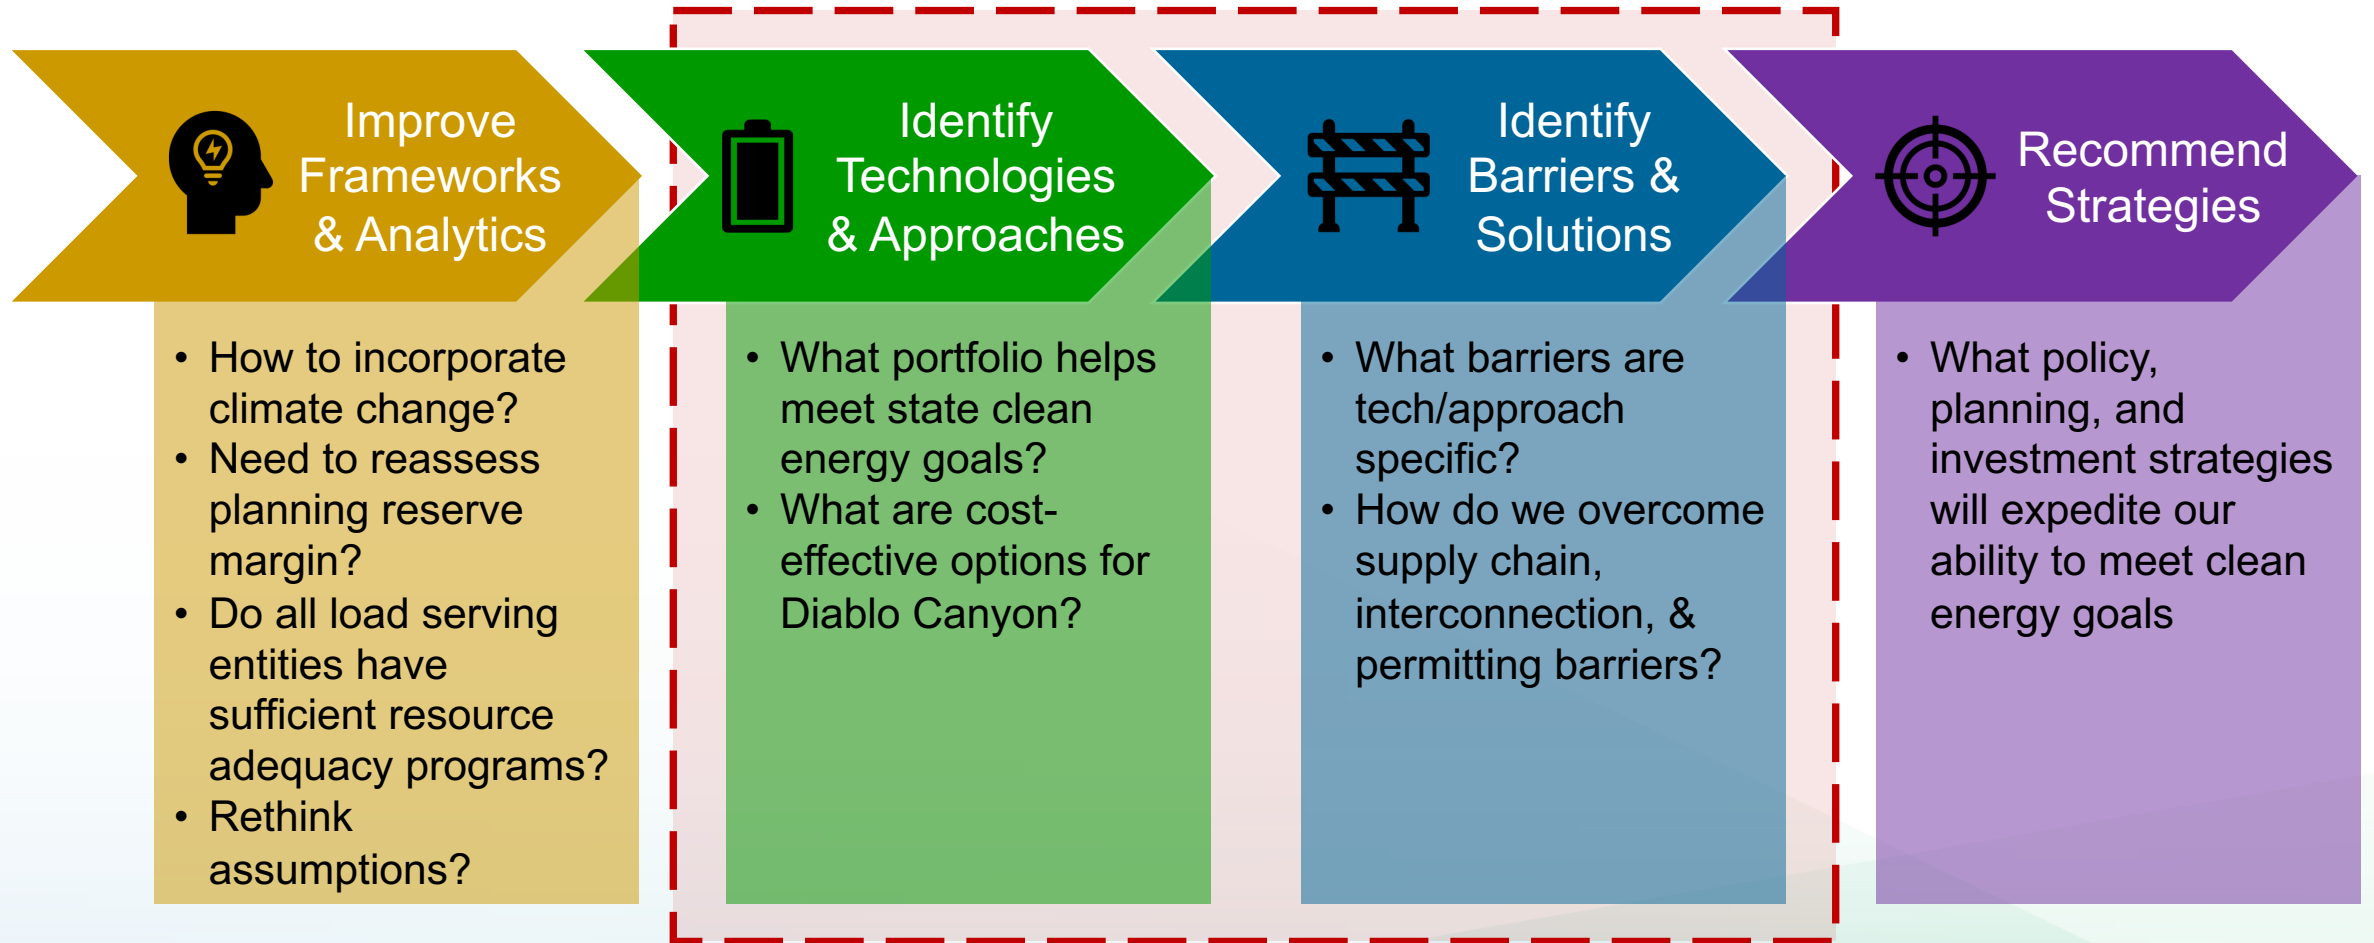 Improve
Frameworks
& Analytics
• How to incorporate
climate change?
• Need to reassess
planning reserve
margin?
• Do all load serving
entities have
sufficient resource
adequacy programs?
• Rethink
assumptions?
Identify
Technologies
& Approaches
• What portfolio helps
meet state clean
energy goals?
• What are cost-
effective options for
Diablo Canyon?
Identify
Barriers &
Solutions
• What barriers are
tech/approach
specific?
• How do we overcome
supply chain,
interconnection, &
permitting barriers?
Recommend
Strategies
• What policy,
planning, and
investment strategies
will expedite our
ability to meet clean
energy goals